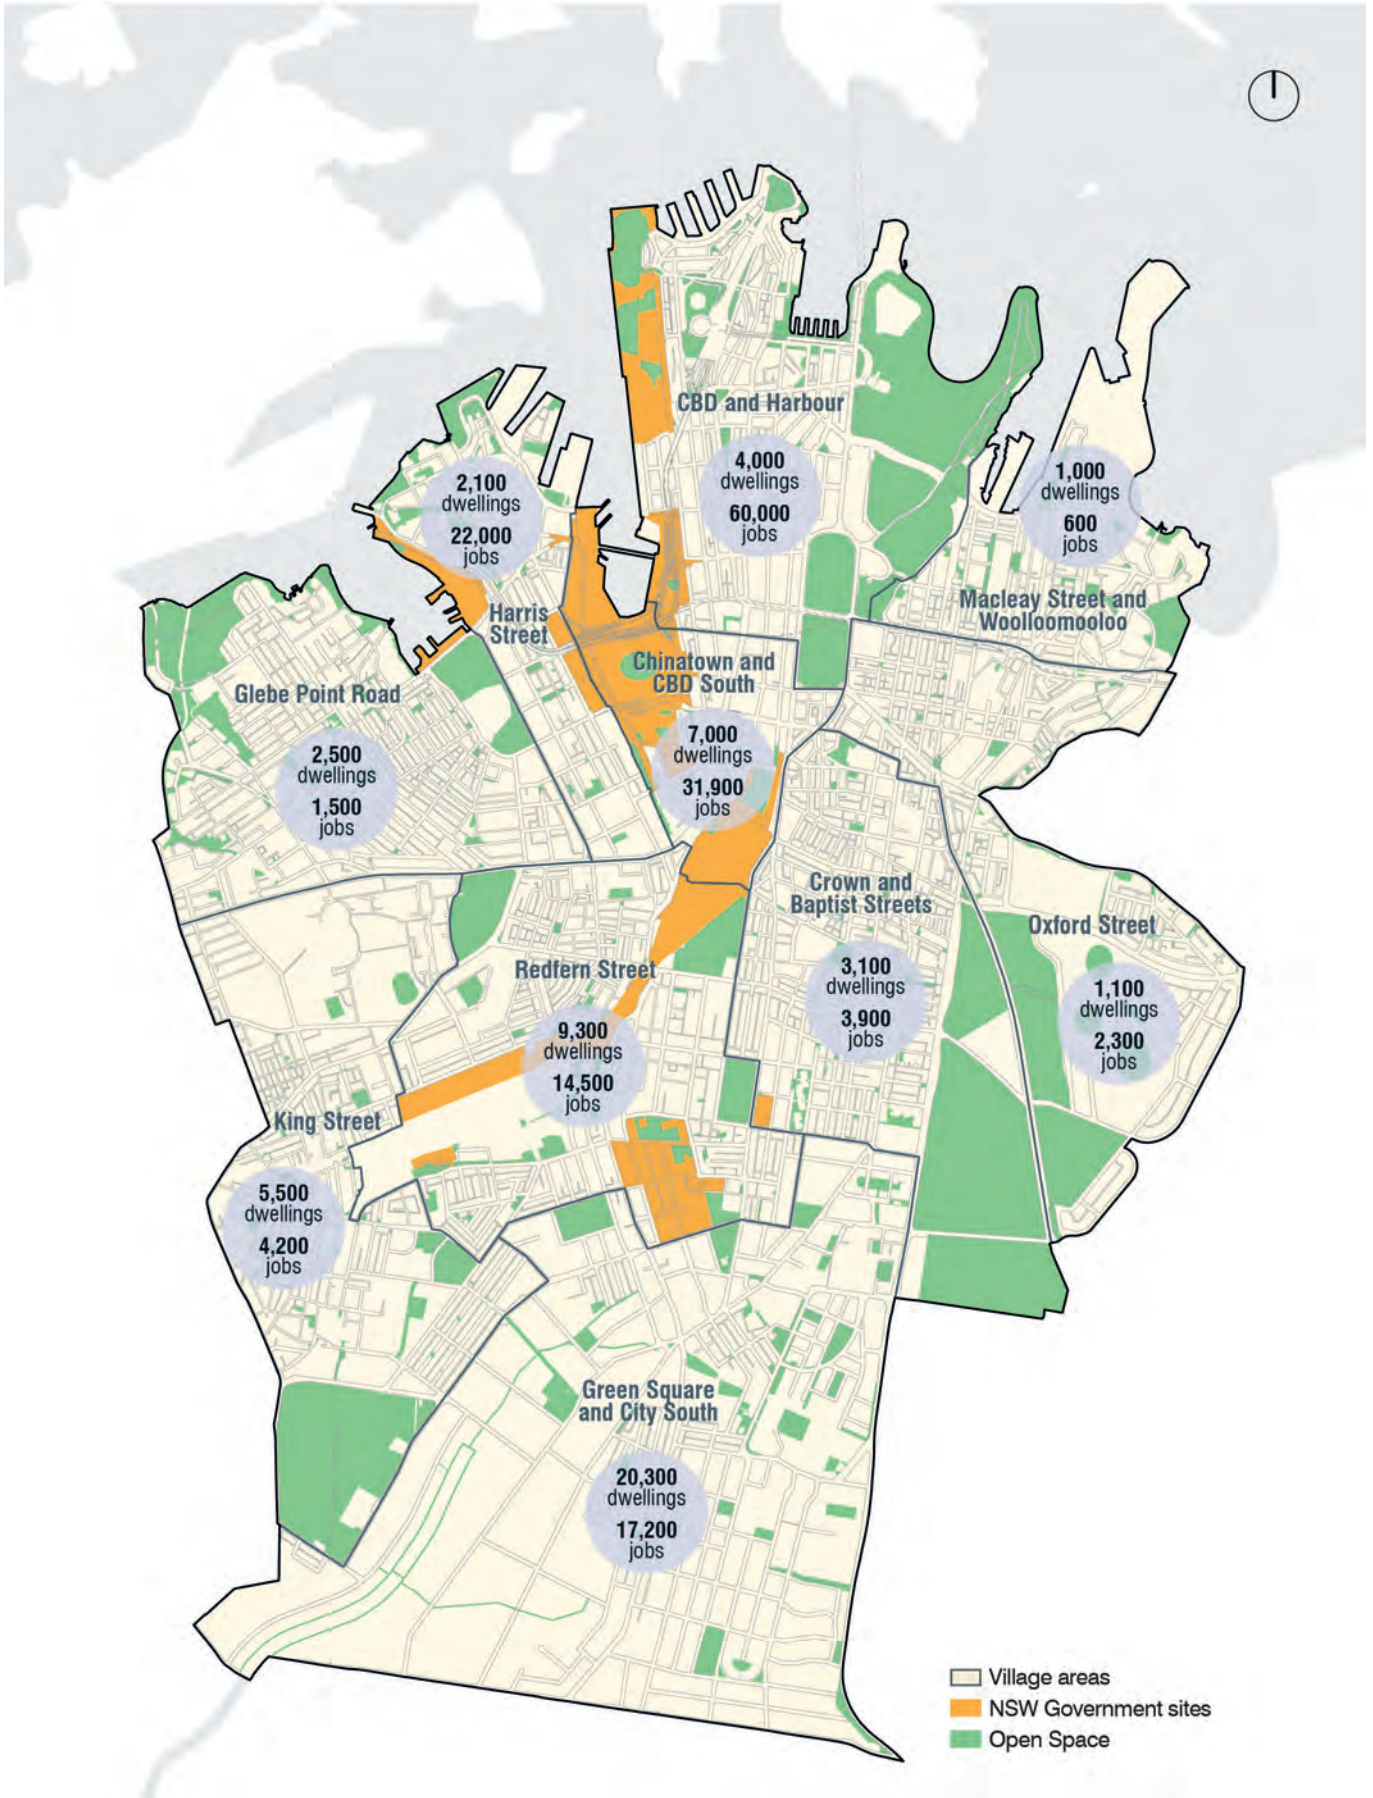 CBD and Harbour
4,000
dwellings
60,000
jobs
2,100
dwellings
22,000
jobs
Harris
Street
1,000
dwellings
600
jobs
Macleay Street and
Woolloomooloo
Chinatown and
CBD South
7,000
dwellings
31,900
jobs
Glebe Point Road
2,500
dwellings
1,500
jobs
Crown and
Baptist Streets
3,100
dwellings
3,900
jobs
Oxford Street
1,100
dwellings
2,300
jobs
Redfern Street
9,300
dwellings
14,500
jobs
King Street
5,500
dwellings
4,200
jobs
Green Square
and City South
20,300
dwellings
17,200
jobs
Village areas
NSW Government sites
Open Space